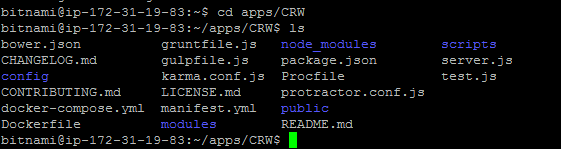 bitnami@ip-172-31-19-83:~$ cd apps/CRW
bitnami@ip-172-31-19-83:~/apps/CRW$ ls
bower.json gruntfile.js node_modules scripts
CHANGELOG.md gulpfile.js package.json server.js
config karma.conf.js Procfile test.js
CONTRIBUTING.md LICENSE.md protractor.conf.js
docker-compose.yml manifest.yml public
Dockerfile modules README.md
bitnami@ip-172-31-19-83:~/apps/CRW$